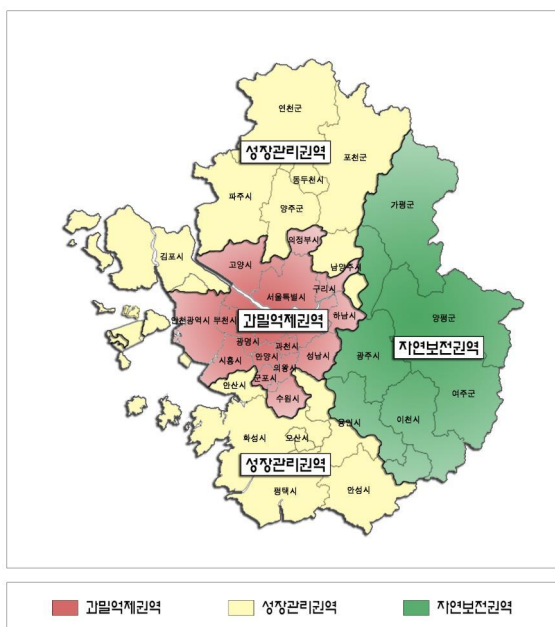 연천군
성장관리권역
포천군
동두천시
파주시
양주군
가평군
의정부시
김포시
고양시
남양주시
구리시
서울특별시
양평군
인천광역시
부천시
과밀억제권역
하남시
자연보전권역
광명시
과천시
시흥시
안양시
성남시
광주시
의왕시
군포시
안산시
수원시
여주군
이천시
용인시
화성시
오산시
성장관리권역
평택시
안성시
과밀억제권역
성장관리권역
자연보전권역